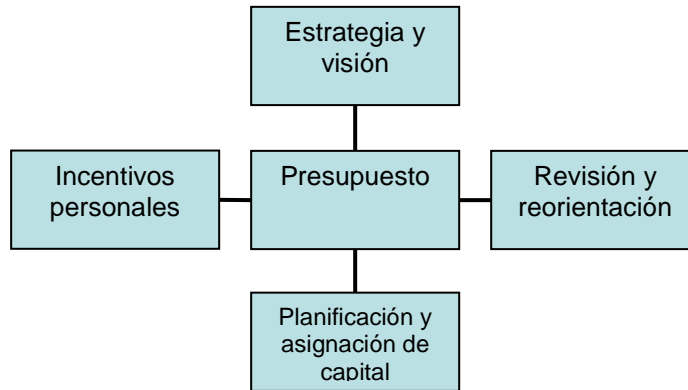 Estrategia y
visión
Incentivos
personales
Presupuesto
Revisión y
reorientación
Planificación y
asignación de
capital